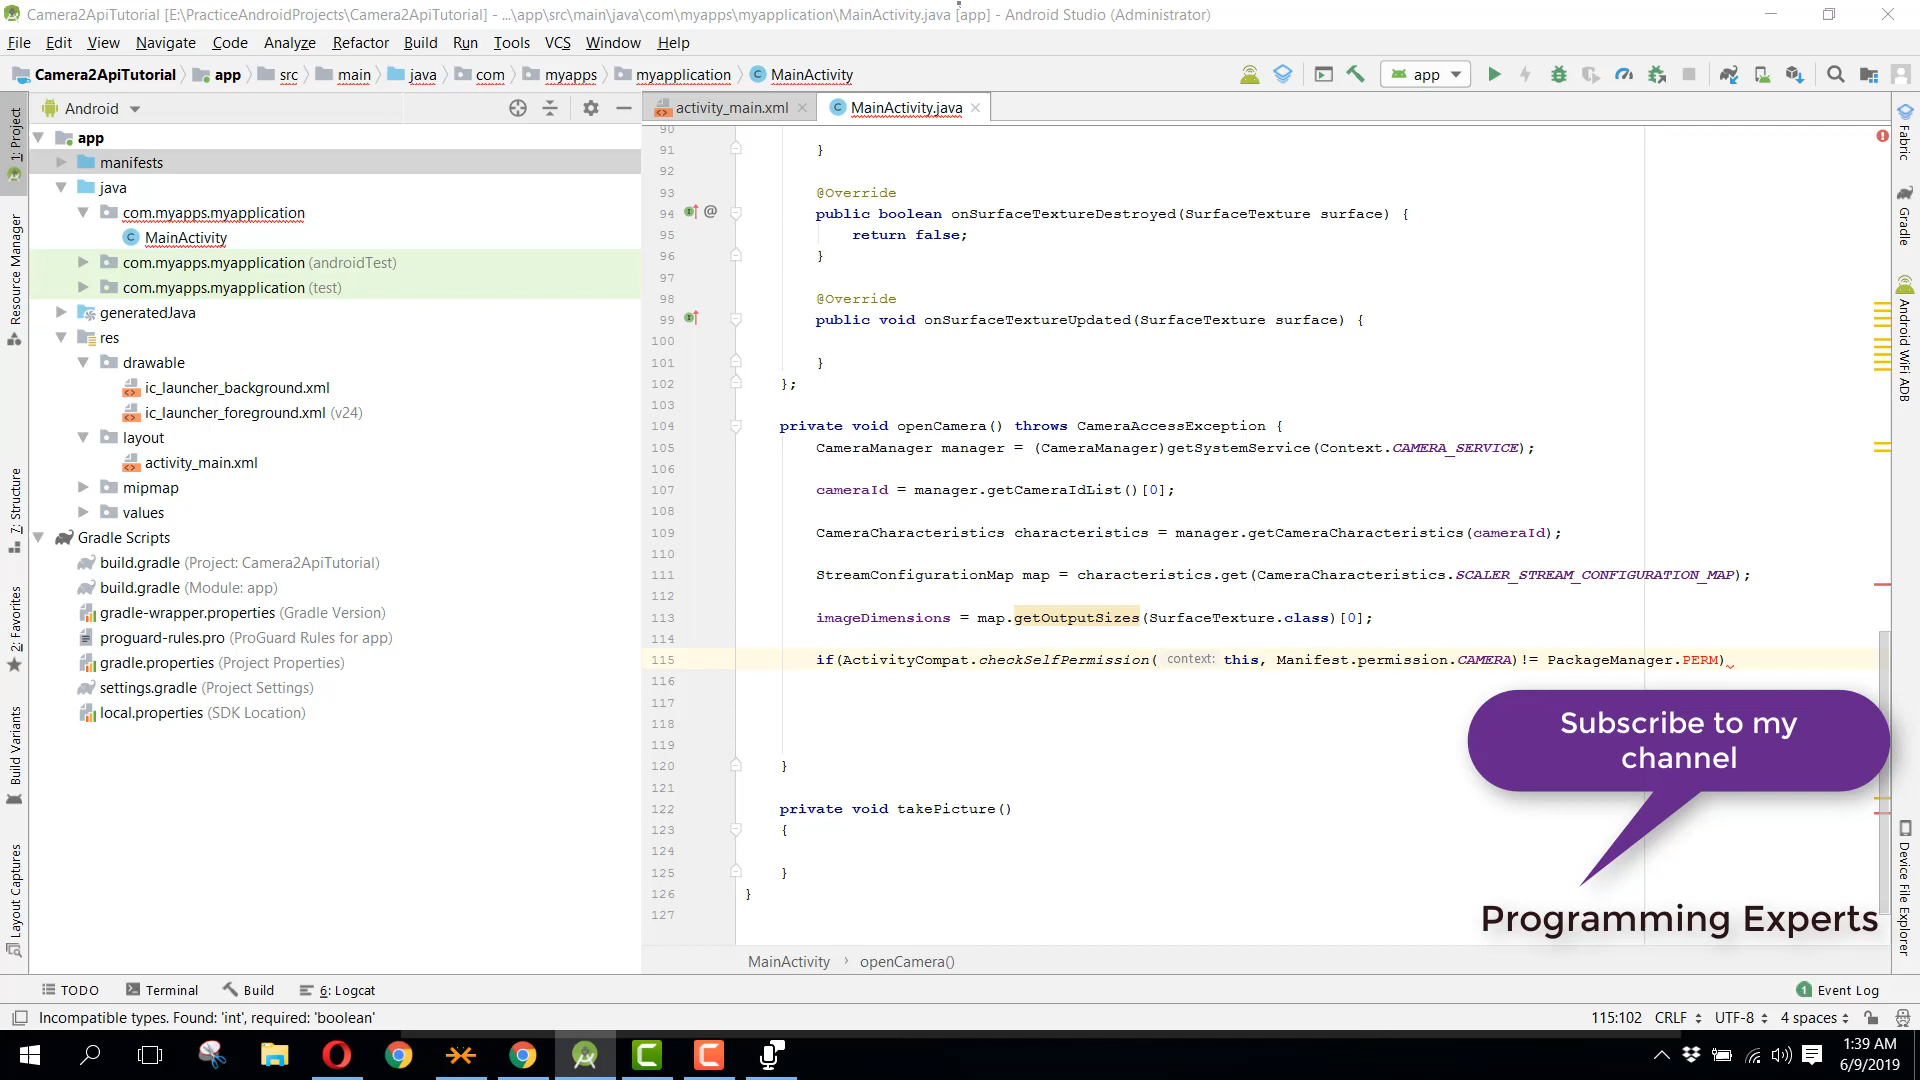 Camera2ApiTutorial [E:\PracticeAndroidProjects\Camera2ApiTutorial] - ...\app\src\main\java\com\myapps\myapplication\MainActivity.java [app] - Android Studio (Administrator)
File Edit View Navigate Code Analyze Refactor Build Run Tools VCS Window Help
Camera2ApiTutorial app src main java com myapps myapplication MainActivity
app
Android
activity_main.xml
MainActivity.java
1: Project
Resource Manager
7: Structure
2: Favorites
Build Variants
Layout Captures
app
manifests
java
com.myapps.myapplication
MainActivity
com.myapps.myapplication (androidTest)
com.myapps.myapplication (test)
generatedJava
res
drawable
ic_launcher_background.xml
ic_launcher_foreground.xml (v24)
layout
activity_main.xml
mipmap
values
Gradle Scripts
build.gradle (Project: Camera2ApiTutorial)
build.gradle (Module: app)
gradle-wrapper.properties (Gradle Version)
proguard-rules.pro (ProGuard Rules for app)
gradle.properties (Project Properties)
settings.gradle (Project Settings)
local.properties (SDK Location)
90
91 }
92
93 @Override
94 @ public boolean onSurfaceTextureDestroyed(SurfaceTexture surface) {
95 return false;
96 }
97
98 @Override
99 public void onSurfaceTextureUpdated(SurfaceTexture surface) {
100
101 }
102 };
103
104 private void openCamera() throws CameraAccessException {
105 CameraManager manager = (CameraManager)getSystemService(Context.CAMERA_SERVICE);
106
107 cameraId = manager.getCameraIdList()[0];
108
109 CameraCharacteristics characteristics = manager.getCameraCharacteristics(cameraId);
110
111 StreamConfigurationMap map = characteristics.get(CameraCharacteristics.SCALER_STREAM_CONFIGURATION_MAP);
112
113 imageDimensions = map.getOutputSizes(SurfaceTexture.class)[0];
114
115 if(ActivityCompat.checkSelfPermission( context: this, Manifest.permission.CAMERA)!= PackageManager.PERM)
116
117
118
119
120 }
121
122 private void takePicture()
123 {
124
125 }
126 }
127
Subscribe to my
channel
Programming Experts
Fabric
Gradle
Android WiFi ADB
Device File Explorer
MainActivity › openCamera()
TODO Terminal Build 6: Logcat
1 Event Log
Incompatible types. Found: 'int', required: 'boolean'
115:102 CRLF UTF-8 4 spaces
1:39 AM
6/9/2019